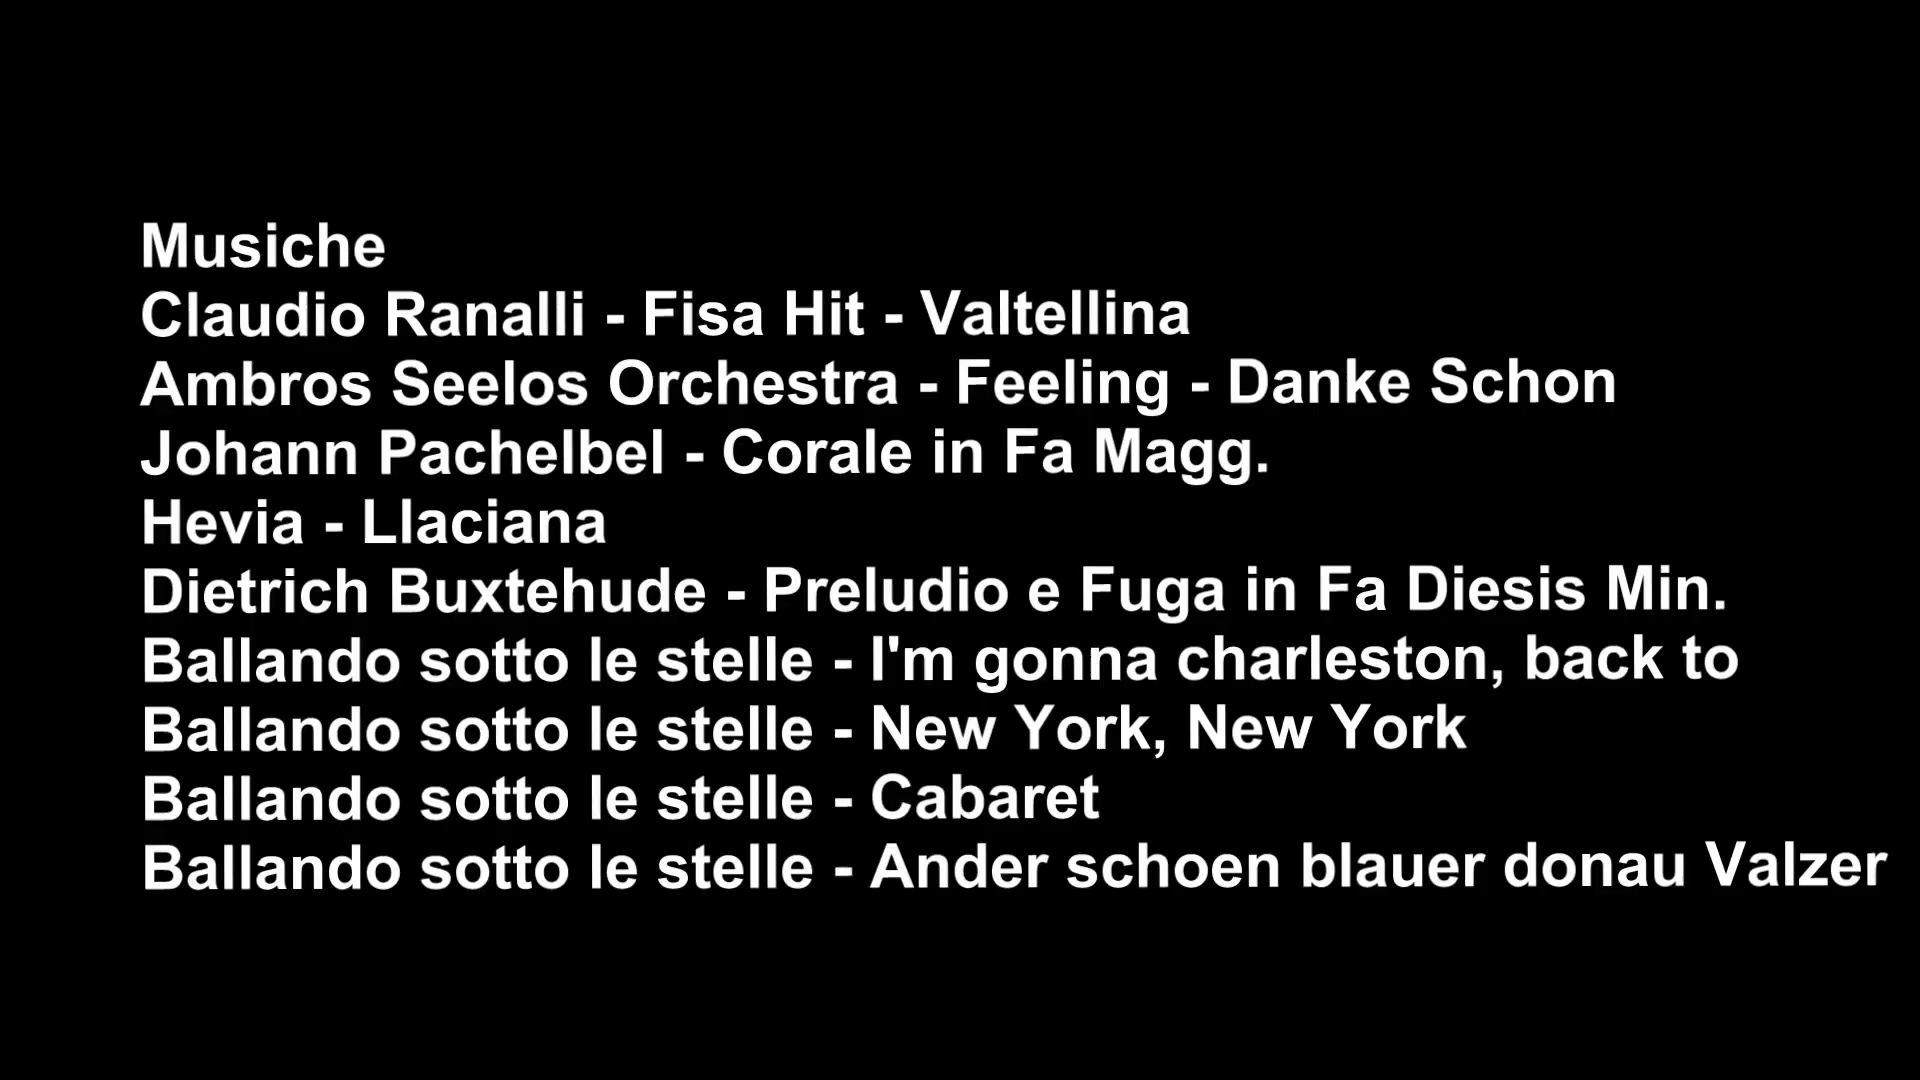 Musiche
Claudio Ranalli - Fisa Hit - Valtellina
Ambros Seelos Orchestra - Feeling - Danke Schon
Johann Pachelbel - Corale in Fa Magg.
Hevia - Llaciana
Dietrich Buxtehude - Preludio e Fuga in Fa Diesis Min.
Ballando sotto le stelle - I'm gonna charleston, back to
Ballando sotto le stelle - New York, New York
Ballando sotto le stelle - Cabaret
Ballando sotto le stelle - Ander schoen blauer donau Valzer